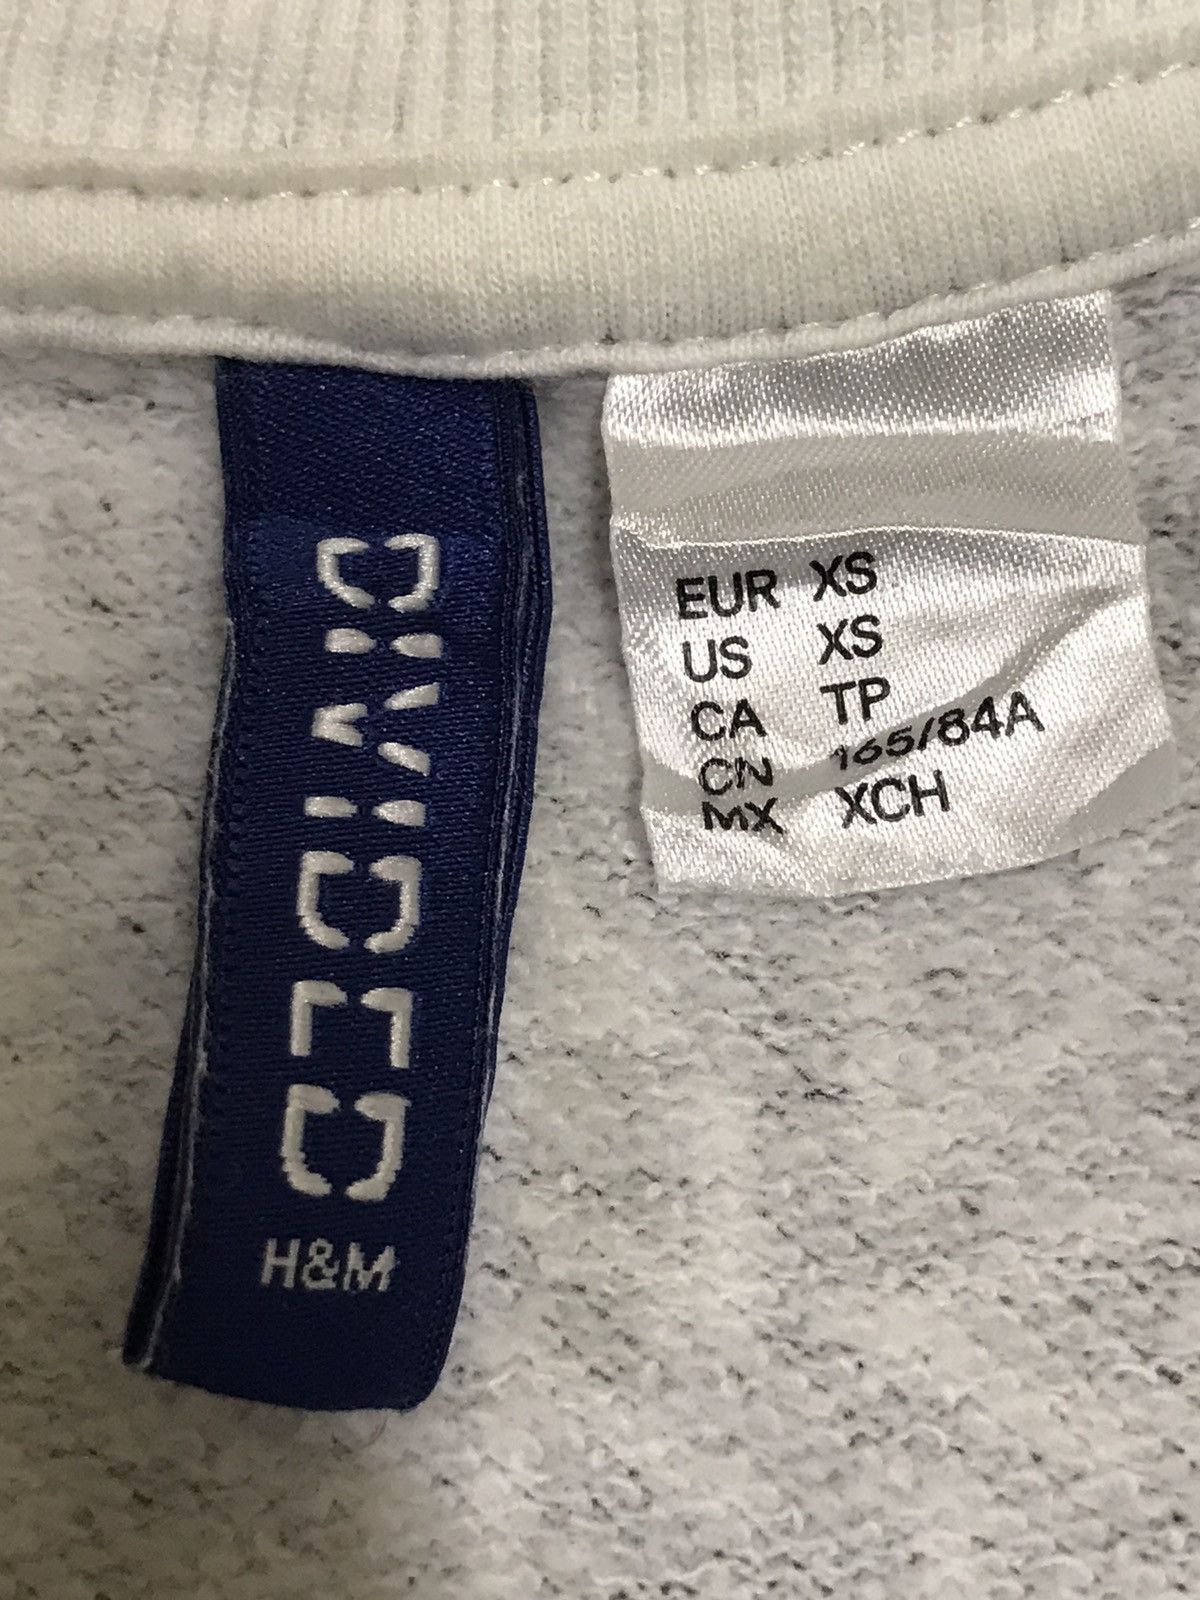 DIVIDED
H&M
EUR XS
US XS
CA TP
CN 165/84A
MX XCH